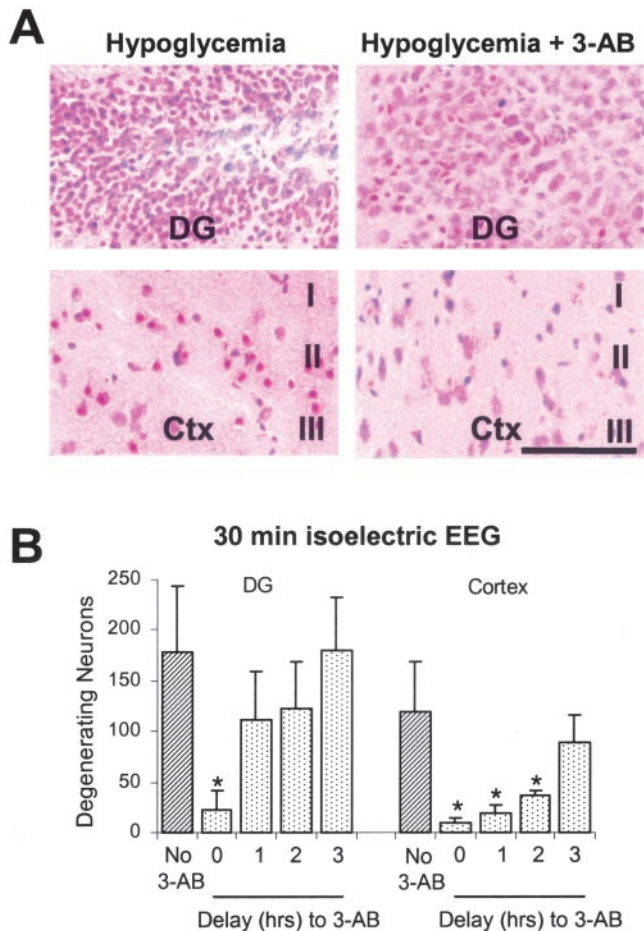 A
Hypoglycemia
Hypoglycemia + 3-AB
DG
DG
I
II
III
Ctx
I
II
III
Ctx
B
30 min isoelectric EEG
DG
Cortex
Degenerating Neurons
250
200
150
100
50
0
*
*
*
*
No 3-AB
0
1
2
3
No 3-AB
0
1
2
3
Delay (hrs) to 3-AB
Delay (hrs) to 3-AB